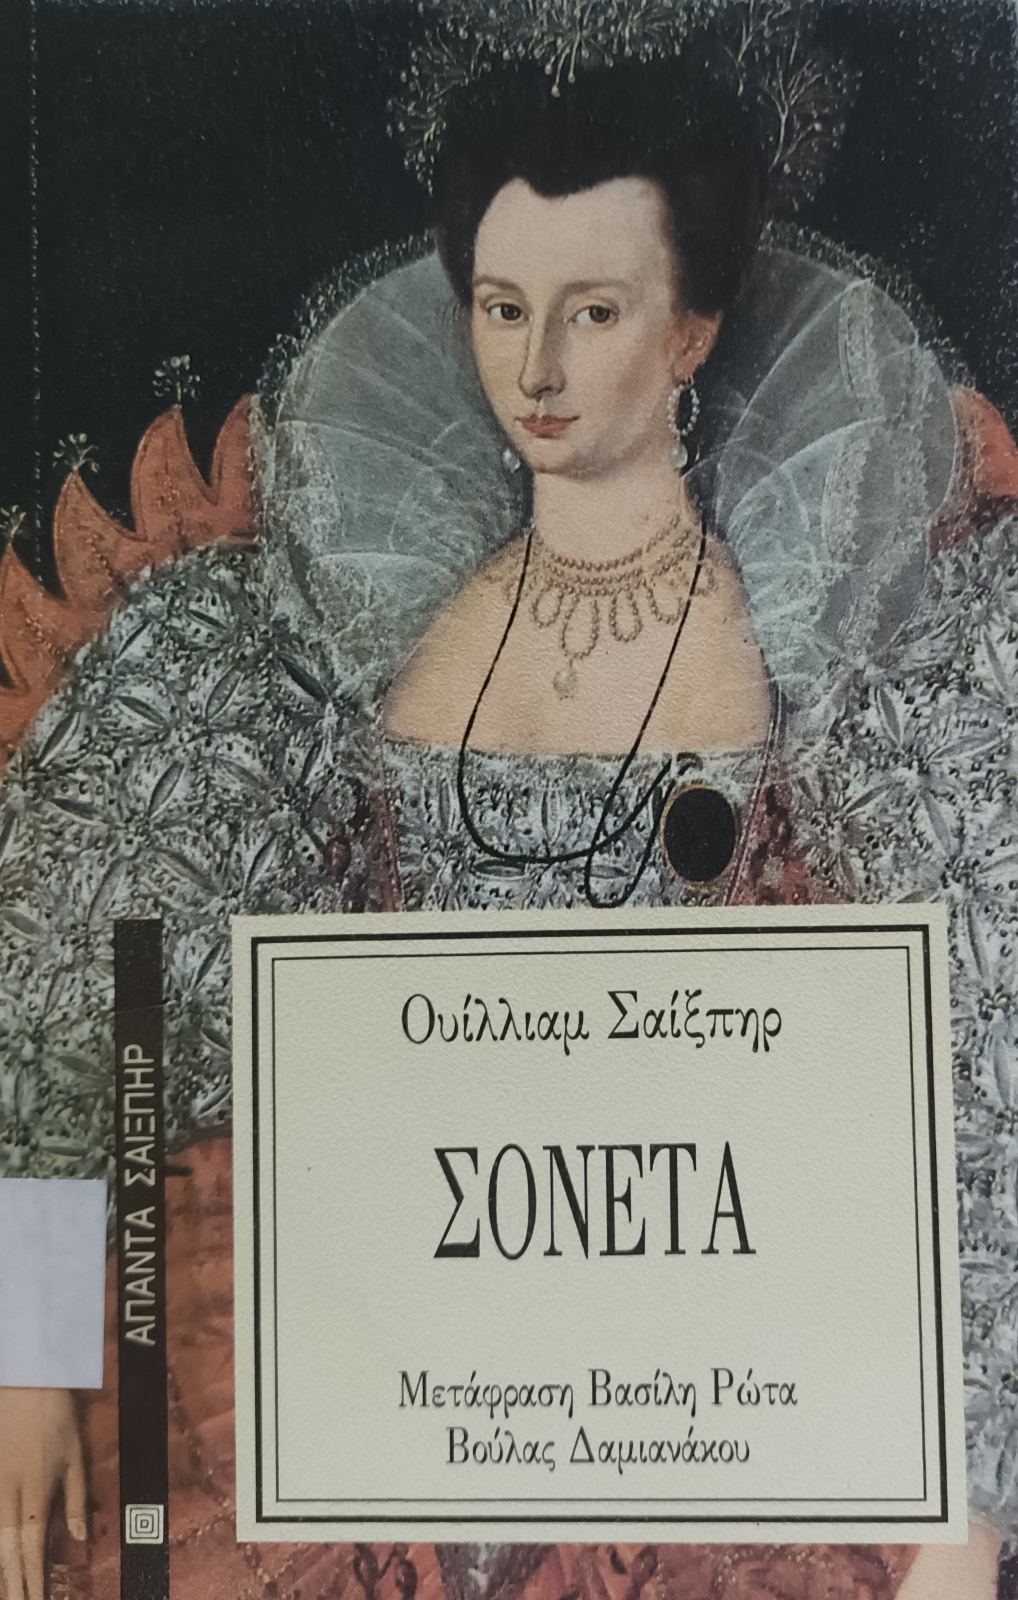 Ουίλλιαμ Σαίξπηρ
ΣΟΝΕΤΑ
Μετάφραση Βασίλη Ρώτα
Βούλας Δαμιανάκου
ΑΠΑΝΤΑ ΣΑΙΞΠΗΡ